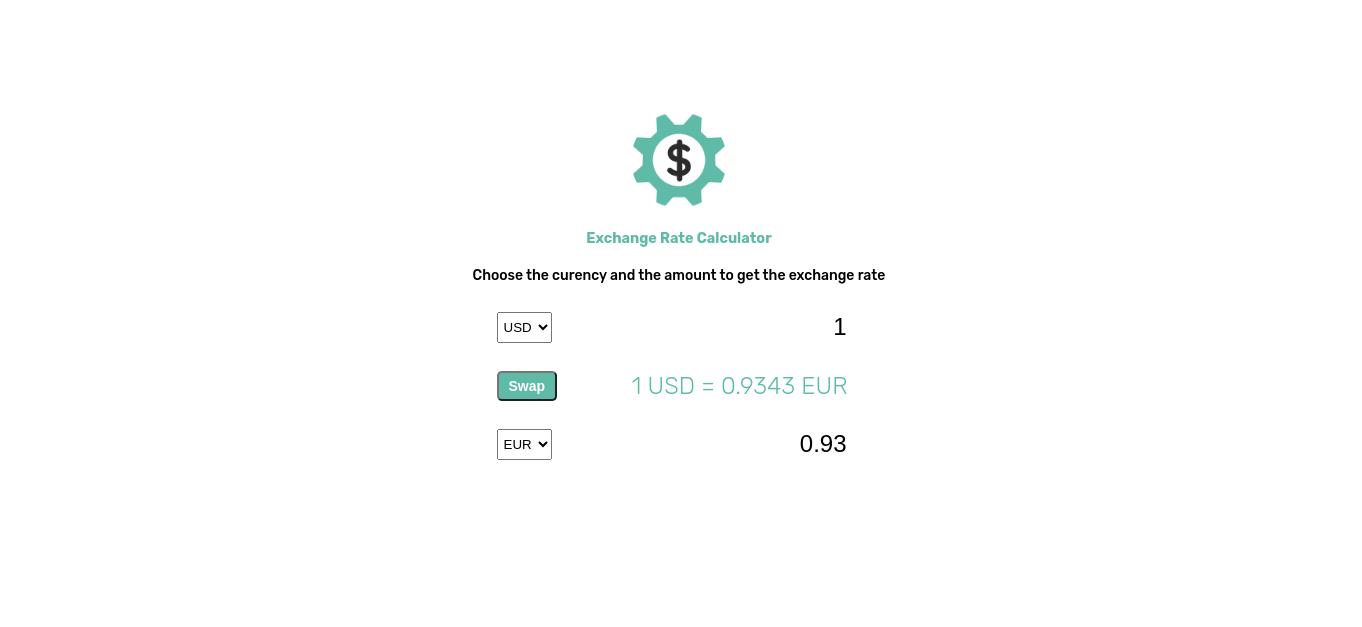 $
Exchange Rate Calculator
Choose the curency and the amount to get the exchange rate
USD 1
Swap 1 USD = 0.9343 EUR
EUR 0.93